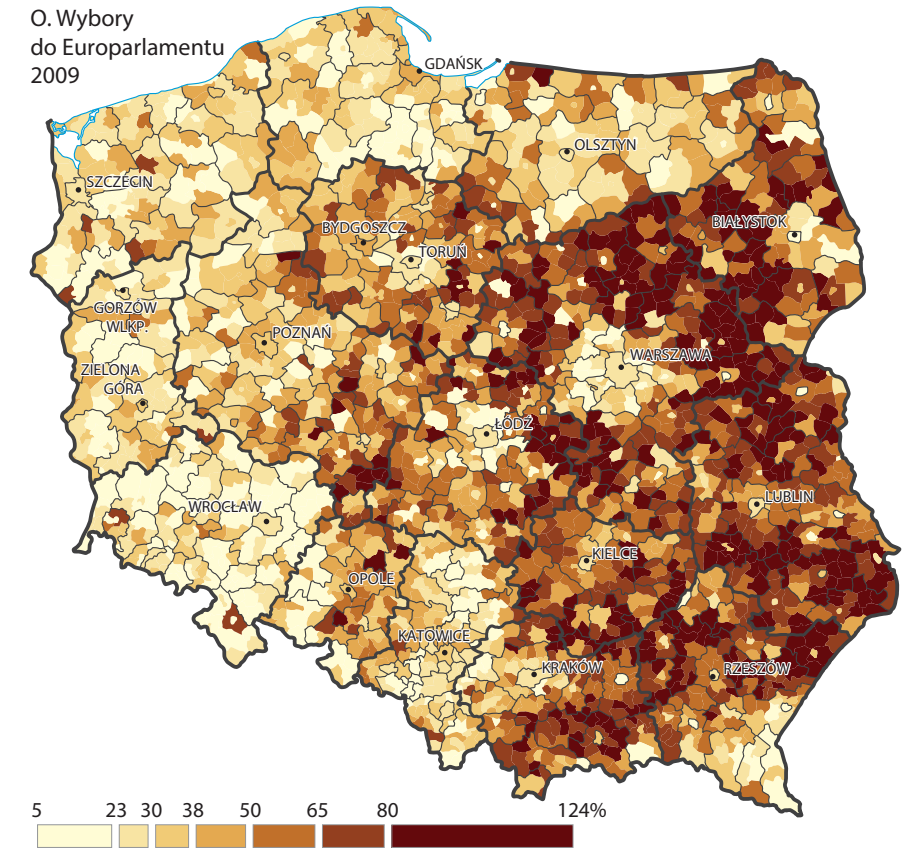 O. Wybory
do Europarlamentu
2009
GDAŃSK
OLSZTYN
SZCZECIN
BIAŁYSTOK
BYDGOSZCZ
TORUŃ
GORZÓW
WLKP.
POZNAŃ
WARSZAWA
ZIELONA
GÓRA
ŁÓDŹ
LUBLIN
WROCŁAW
KIELCE
OPOLE
KATOWICE
KRAKÓW
RZESZÓW
5 23 30 38 50 65 80 124%